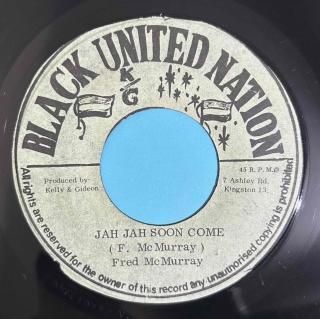 BLACK UNITED NATION
K
G
Produced by:
Kelly & Gideon
45 R.P.M.
7 Ashley Rd.
Kingston 13.
JAH JAH SOON COME
( F. McMurray )
Fred McMurray
All rights are reserved for the owner of this record any unauthorised copying is prohibited